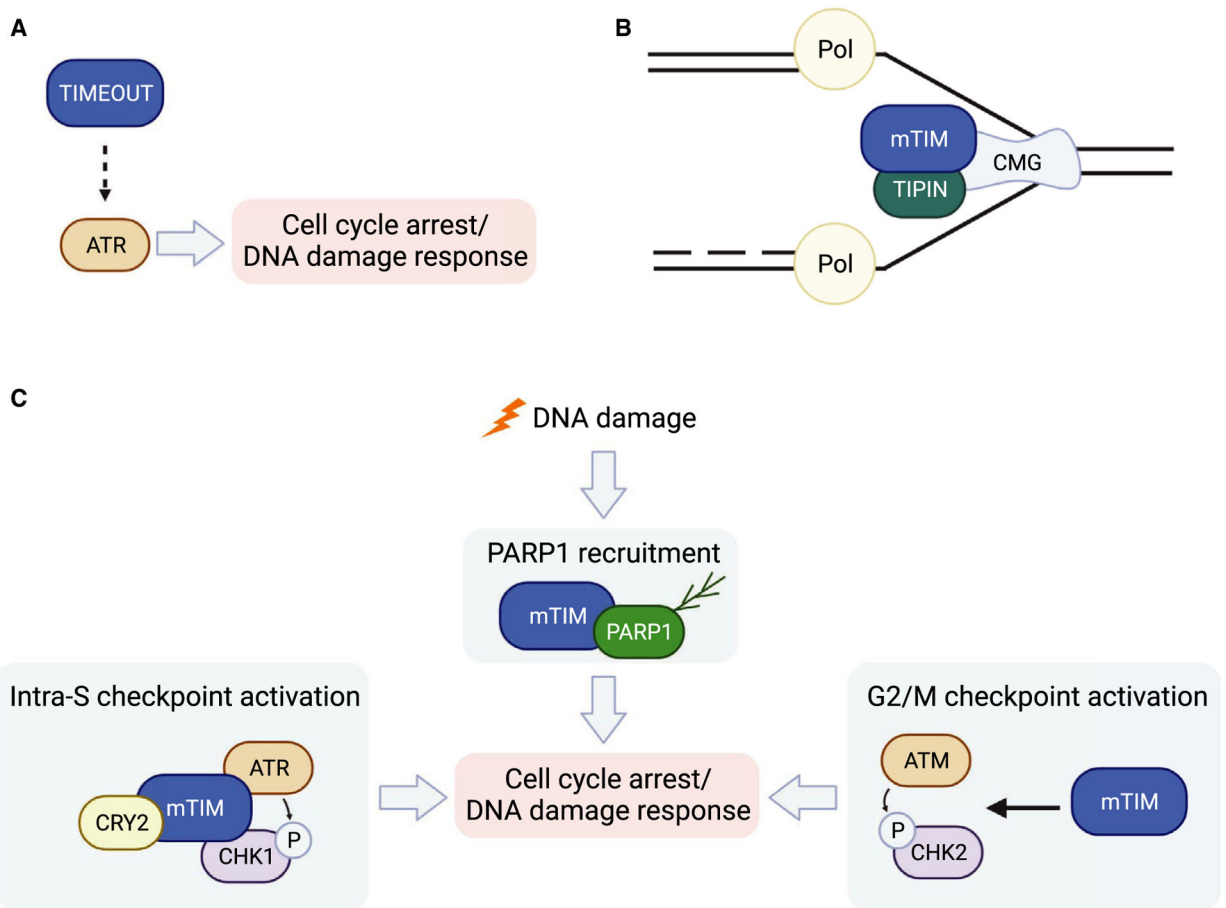 A
TIMEOUT
ATR
Cell cycle arrest/
DNA damage response
B
Pol
mTIM
TIPIN
CMG
Pol
C
DNA damage
PARP1 recruitment
mTIM
PARP1
Intra-S checkpoint activation
ATR
mTIM
CRY2
CHK1
P
Cell cycle arrest/
DNA damage response
G2/M checkpoint activation
ATM
mTIM
P
CHK2